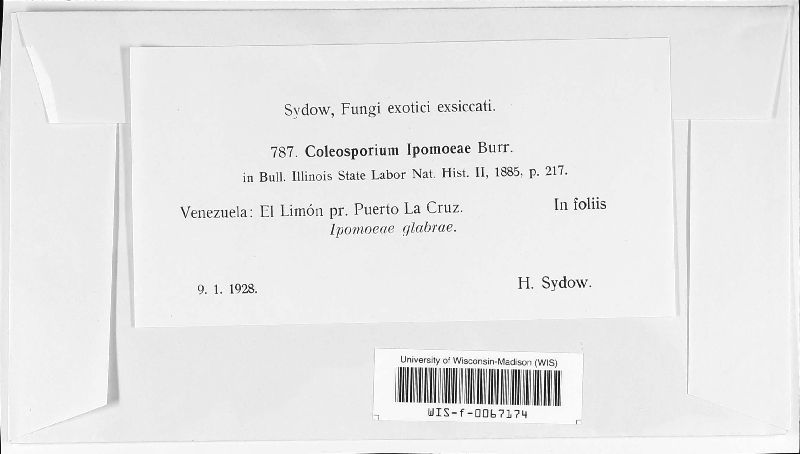 Sydow, Fungi exotici exsiccati.
787. Coleosporium Ipomoeae Burr.
in Bull. Illinois State Labor Nat. Hist. II, 1885, p. 217.
Venezuela: El Limón pr. Puerto La Cruz. In foliis
Ipomoeae glabrae.
9. 1. 1928. H. Sydow.
University of Wisconsin-Madison (WIS)
WIS-f-0067174